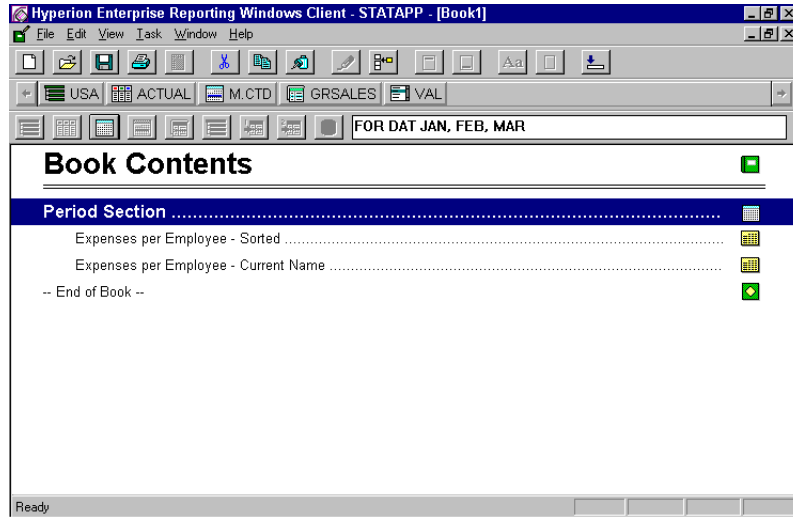 Hyperion Enterprise Reporting Windows Client - STATAPP - [Book1]
File Edit View Task Window Help
Aa
USA ACTUAL M.CTD GRSALES VAL
FOR DAT JAN, FEB, MAR
Book Contents
Period Section ............................................................
Expenses per Employee - Sorted ............................................................
Expenses per Employee - Current Name ............................................................
-- End of Book --
Ready